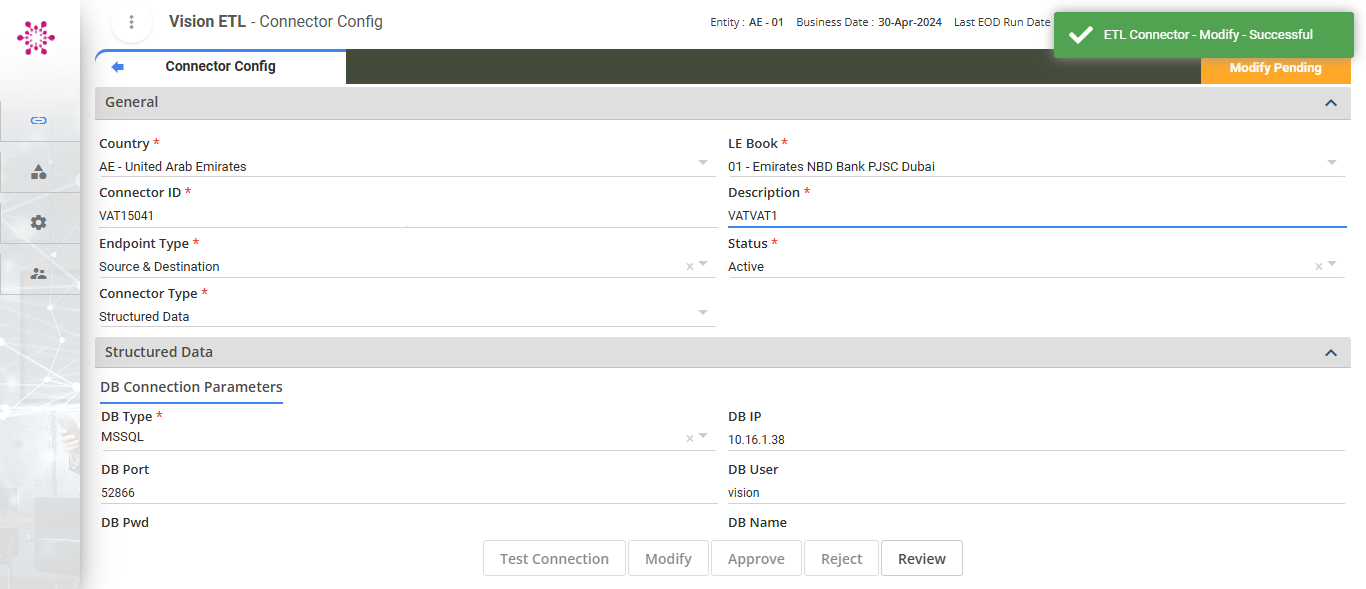 Vision ETL - Connector Config
Entity : AE - 01 Business Date : 30-Apr-2024 Last EOD Run Date
ETL Connector - Modify - Successful
Connector Config
Modify Pending
General
Country *
LE Book *
AE - United Arab Emirates
01 - Emirates NBD Bank PJSC Dubai
Connector ID *
Description *
VAT15041
VATVAT1
Endpoint Type *
Status *
Source & Destination
Active
Connector Type *
Structured Data
Structured Data
DB Connection Parameters
DB Type *
DB IP
MSSQL
10.16.1.38
DB Port
DB User
52866
vision
DB Pwd
DB Name
Test Connection
Modify
Approve
Reject
Review